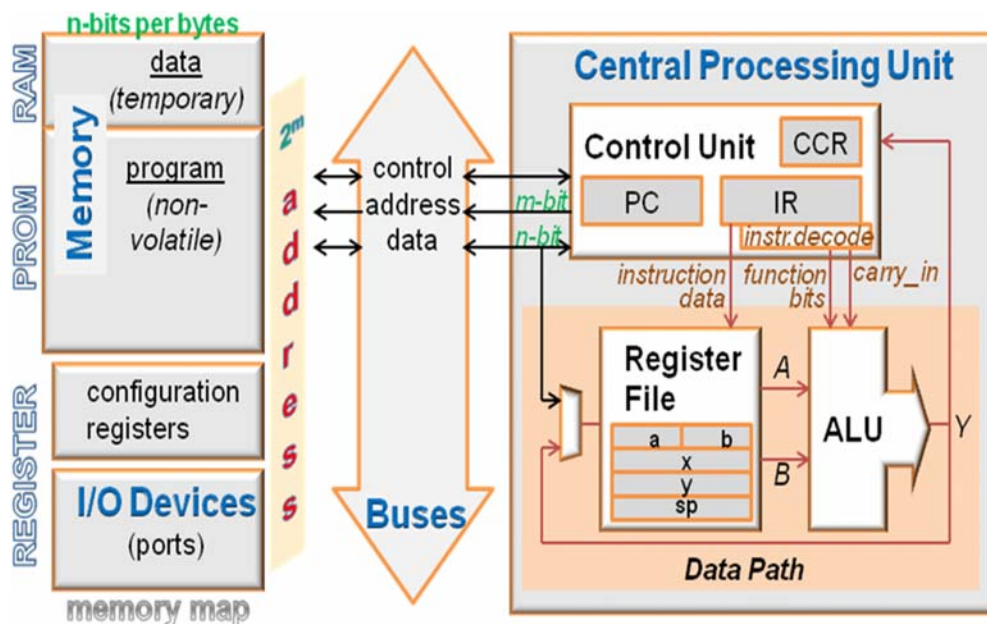 n-bits per bytes
RAM
data
(temporary)
Memory
PROM
program
(non-
volatile)
REGISTER
configuration
registers
I/O Devices
(ports)
memory map
2m
address
control
address
data
Buses
m-bit
n-bit
Central Processing Unit
Control Unit
CCR
PC
IR
instr.decode
instruction
data
function
bits
carry_in
Register
File
a b
x
y
sp
A
B
ALU
Y
Data Path